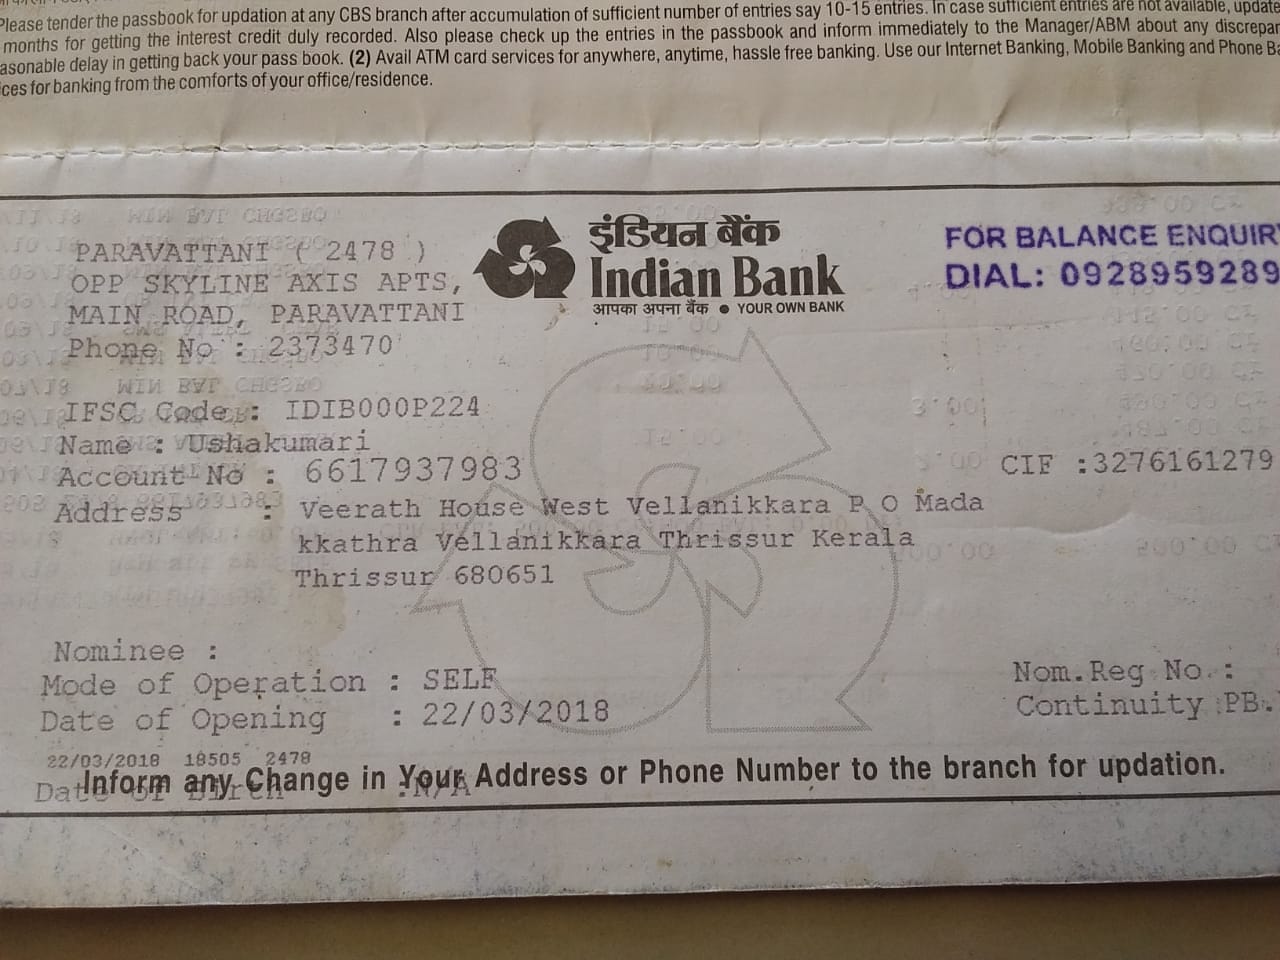 Please tender the passbook for updation at any CBS branch after accumulation of sufficient number of entries say 10-15 entries. In case sufficient entries are not available, update
months for getting the interest credit duly recorded. Also please check up the entries in the passbook and inform immediately to the Manager/ABM about any discrepan
asonable delay in getting back your pass book. (2) Avail ATM card services for anywhere, anytime, hassle free banking. Use our Internet Banking, Mobile Banking and Phone Ba
ces for banking from the comforts of your office/residence.
इंडियन बैंक
Indian Bank
आपका अपना बैंक ● YOUR OWN BANK
FOR BALANCE ENQUIRY
DIAL: 0928959289
PARAVATTANI ( 2478 )
OPP SKYLINE AXIS APTS,
MAIN ROAD, PARAVATTANI
Phone No : 2373470
IFSC Code : IDIB000P224
Name : Ushakumari
Account No : 6617937983
CIF :3276161279
Address : Veerath House West Vellanikkara P O Mada
kkathra Vellanikkara Thrissur Kerala
Thrissur 680651
Nominee :
Nom.Reg No. :
Mode of Operation : SELF
Continuity PB.
Date of Opening : 22/03/2018
22/03/2018 18505 2478
Date of Birth : N/A
Inform any Change in Your Address or Phone Number to the branch for updation.